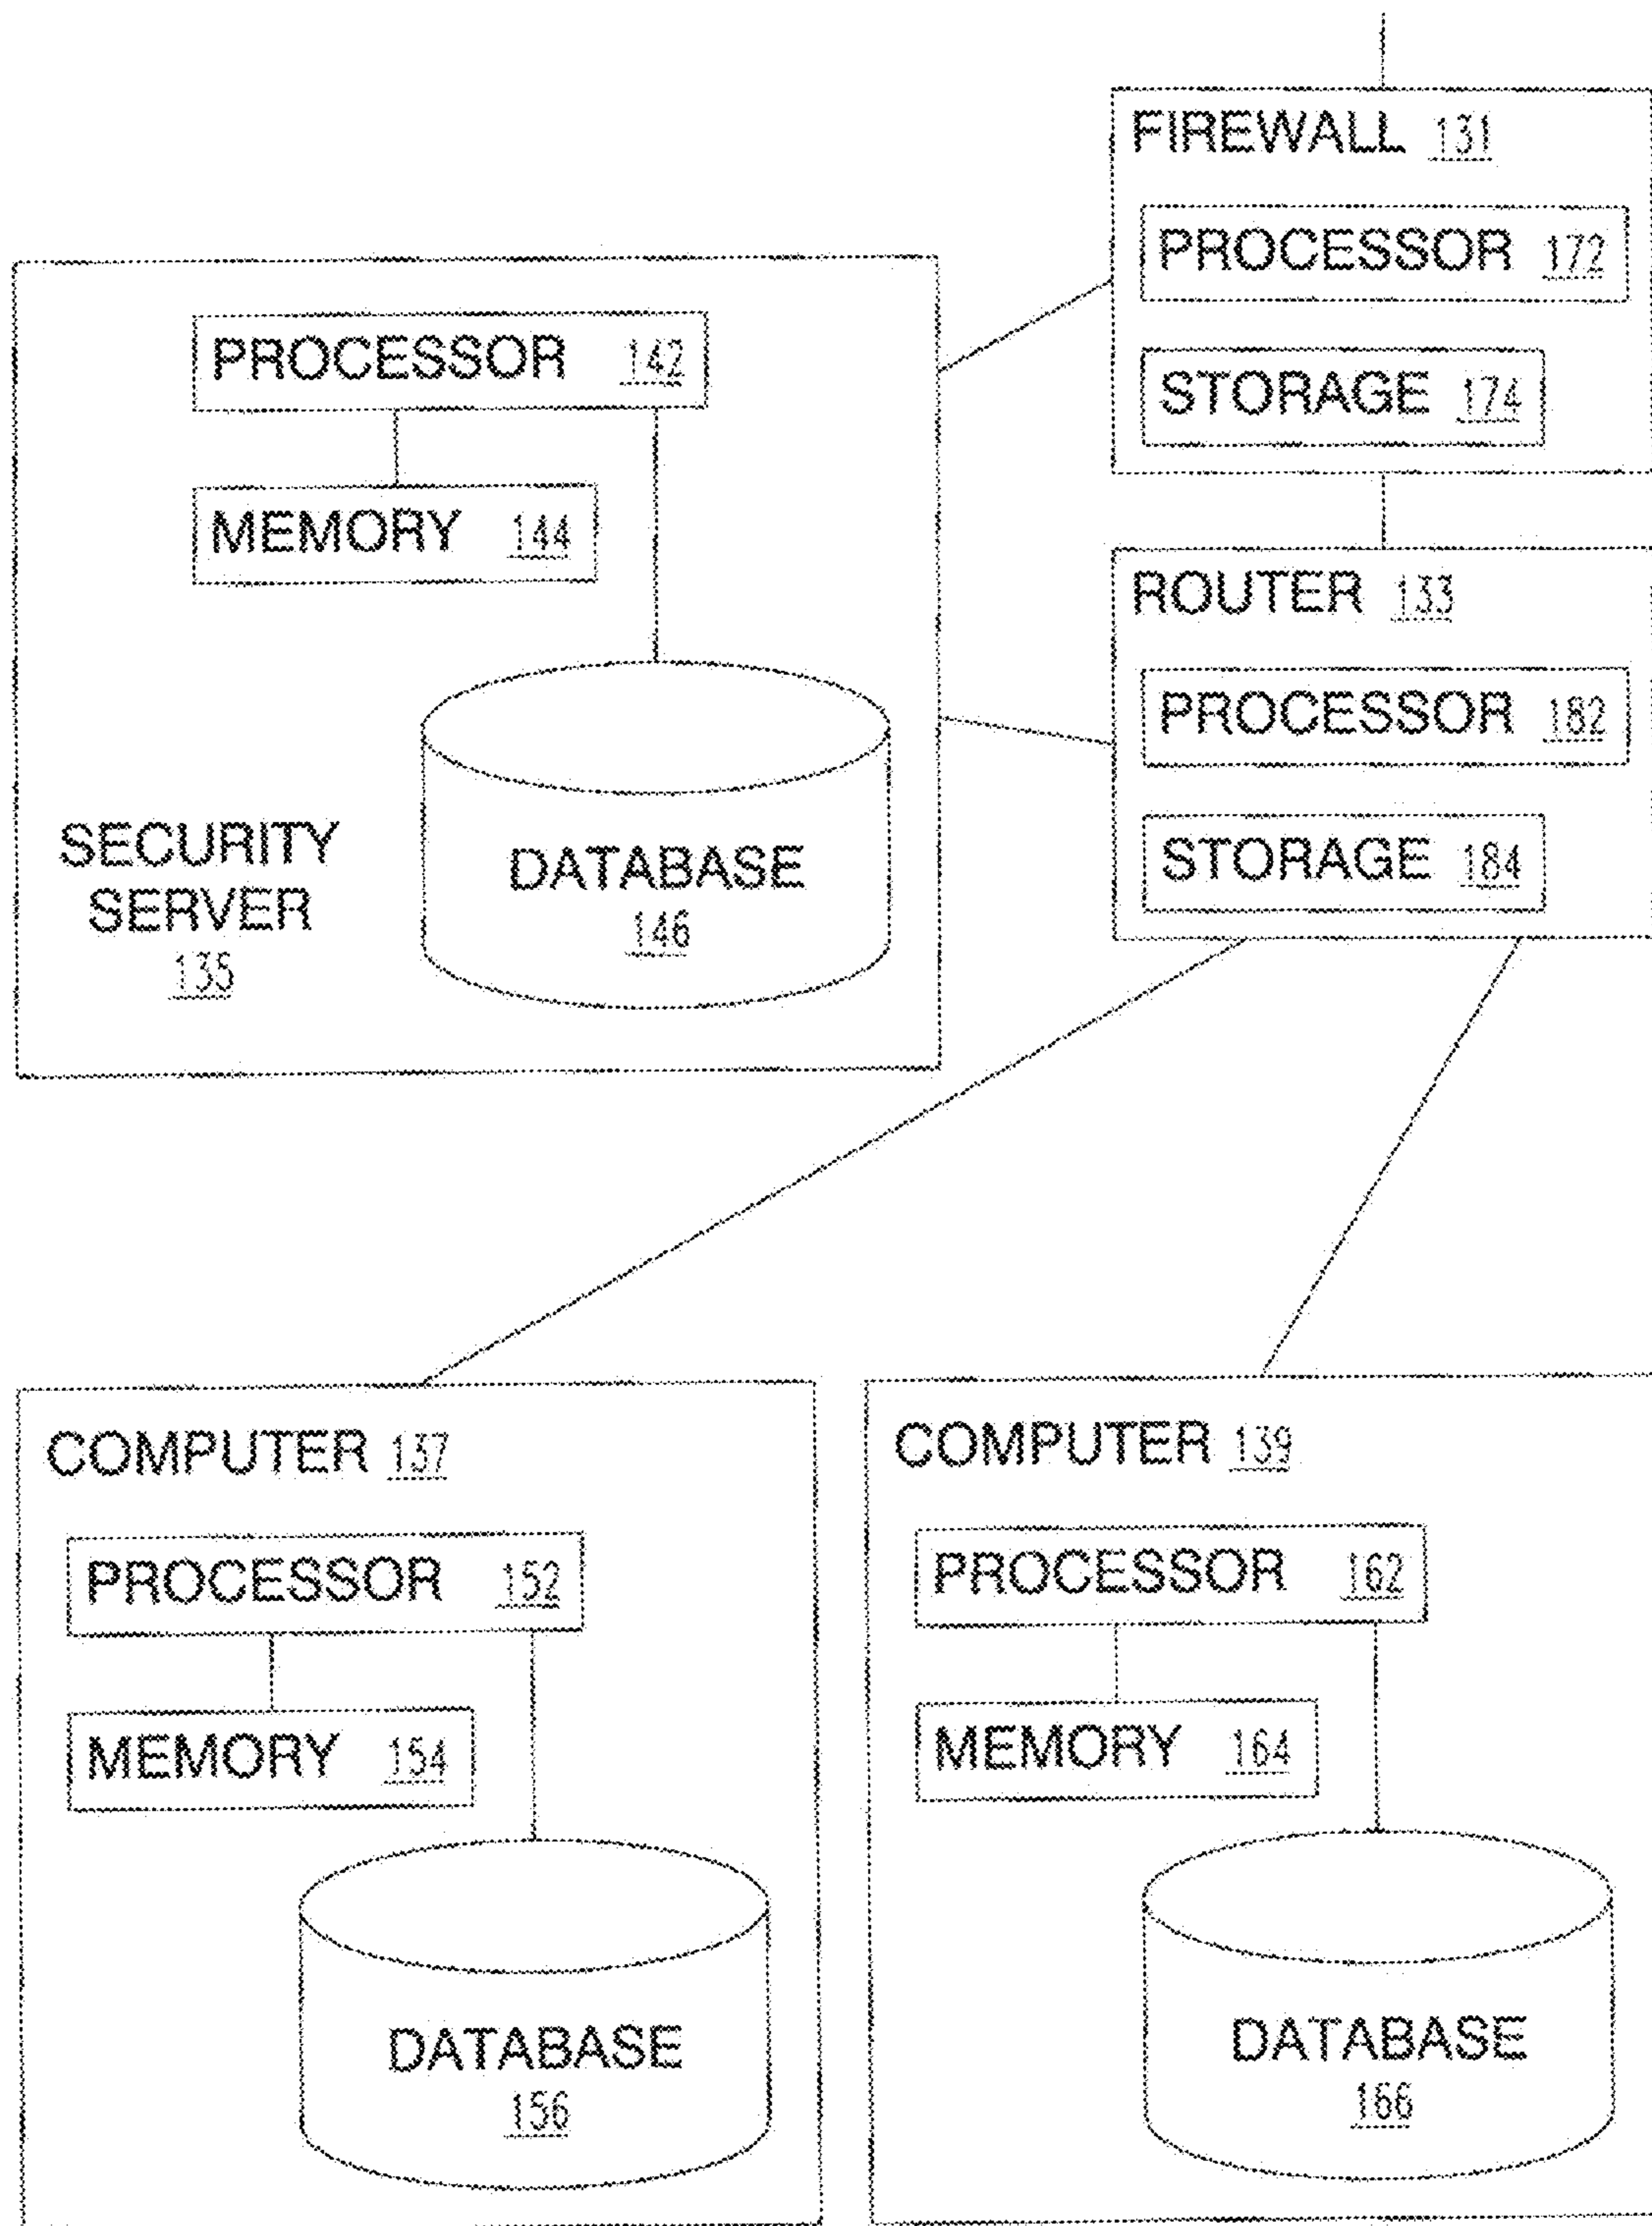 FIREWALL 131
PROCESSOR 172
STORAGE 174
PROCESSOR 142
MEMORY 144
DATABASE
146
SECURITY
SERVER
135
ROUTER 133
PROCESSOR 182
STORAGE 184
COMPUTER 137
PROCESSOR 152
MEMORY 154
DATABASE
156
COMPUTER 139
PROCESSOR 162
MEMORY 164
DATABASE
166